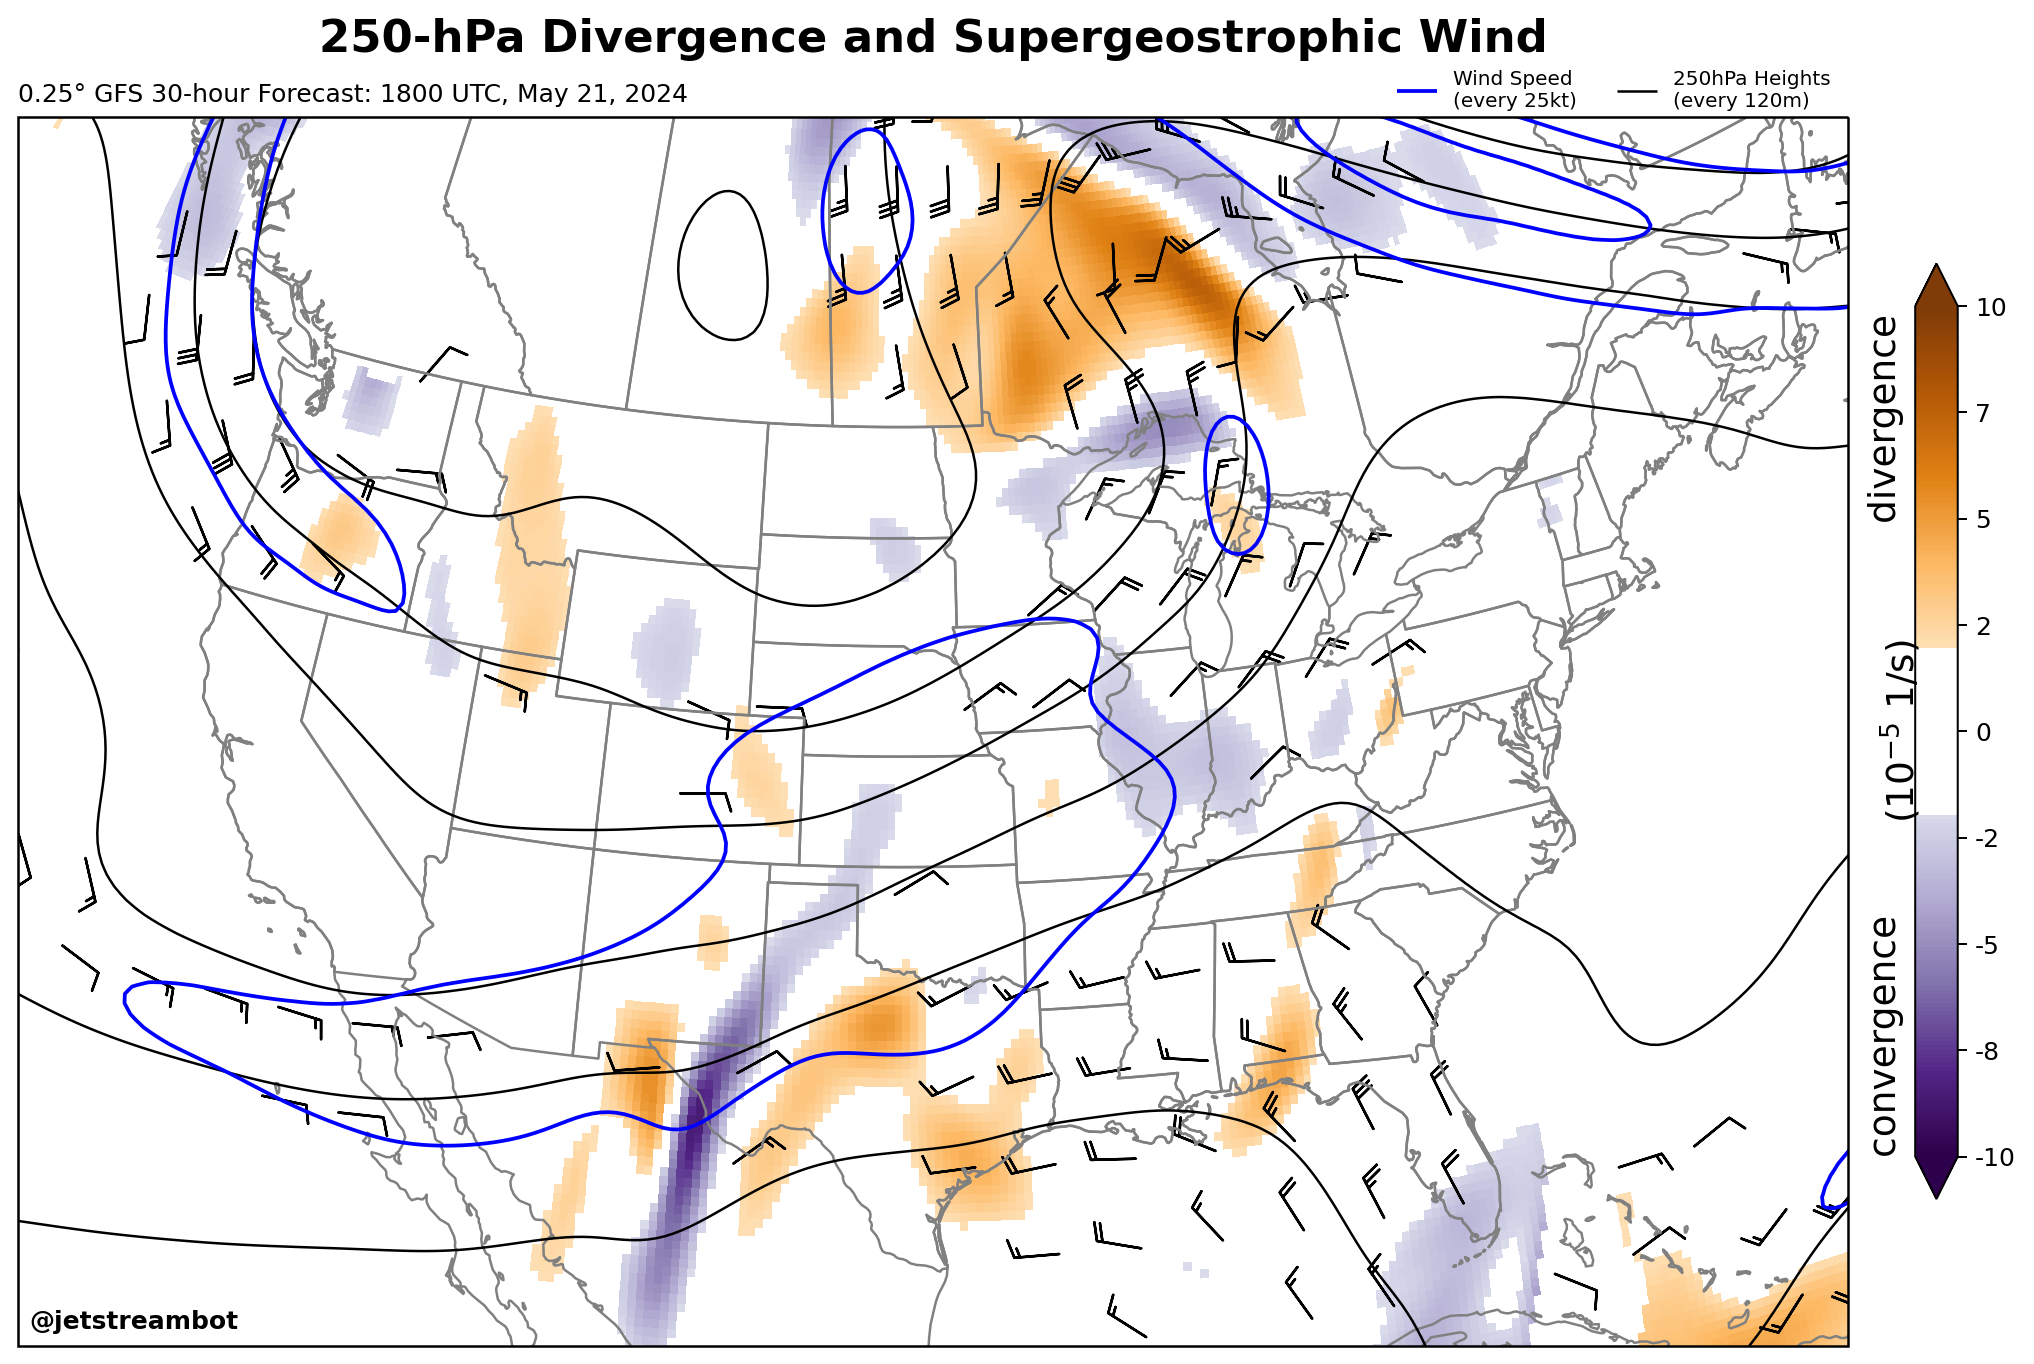 250-hPa Divergence and Supergeostrophic Wind
0.25° GFS 30-hour Forecast: 1800 UTC, May 21, 2024
Wind Speed
(every 25kt)
250hPa Heights
(every 120m)
10
7
5
2
0
-2
-5
-8
-10
divergence
(10⁻⁵ 1/s)
convergence
@jetstreambot